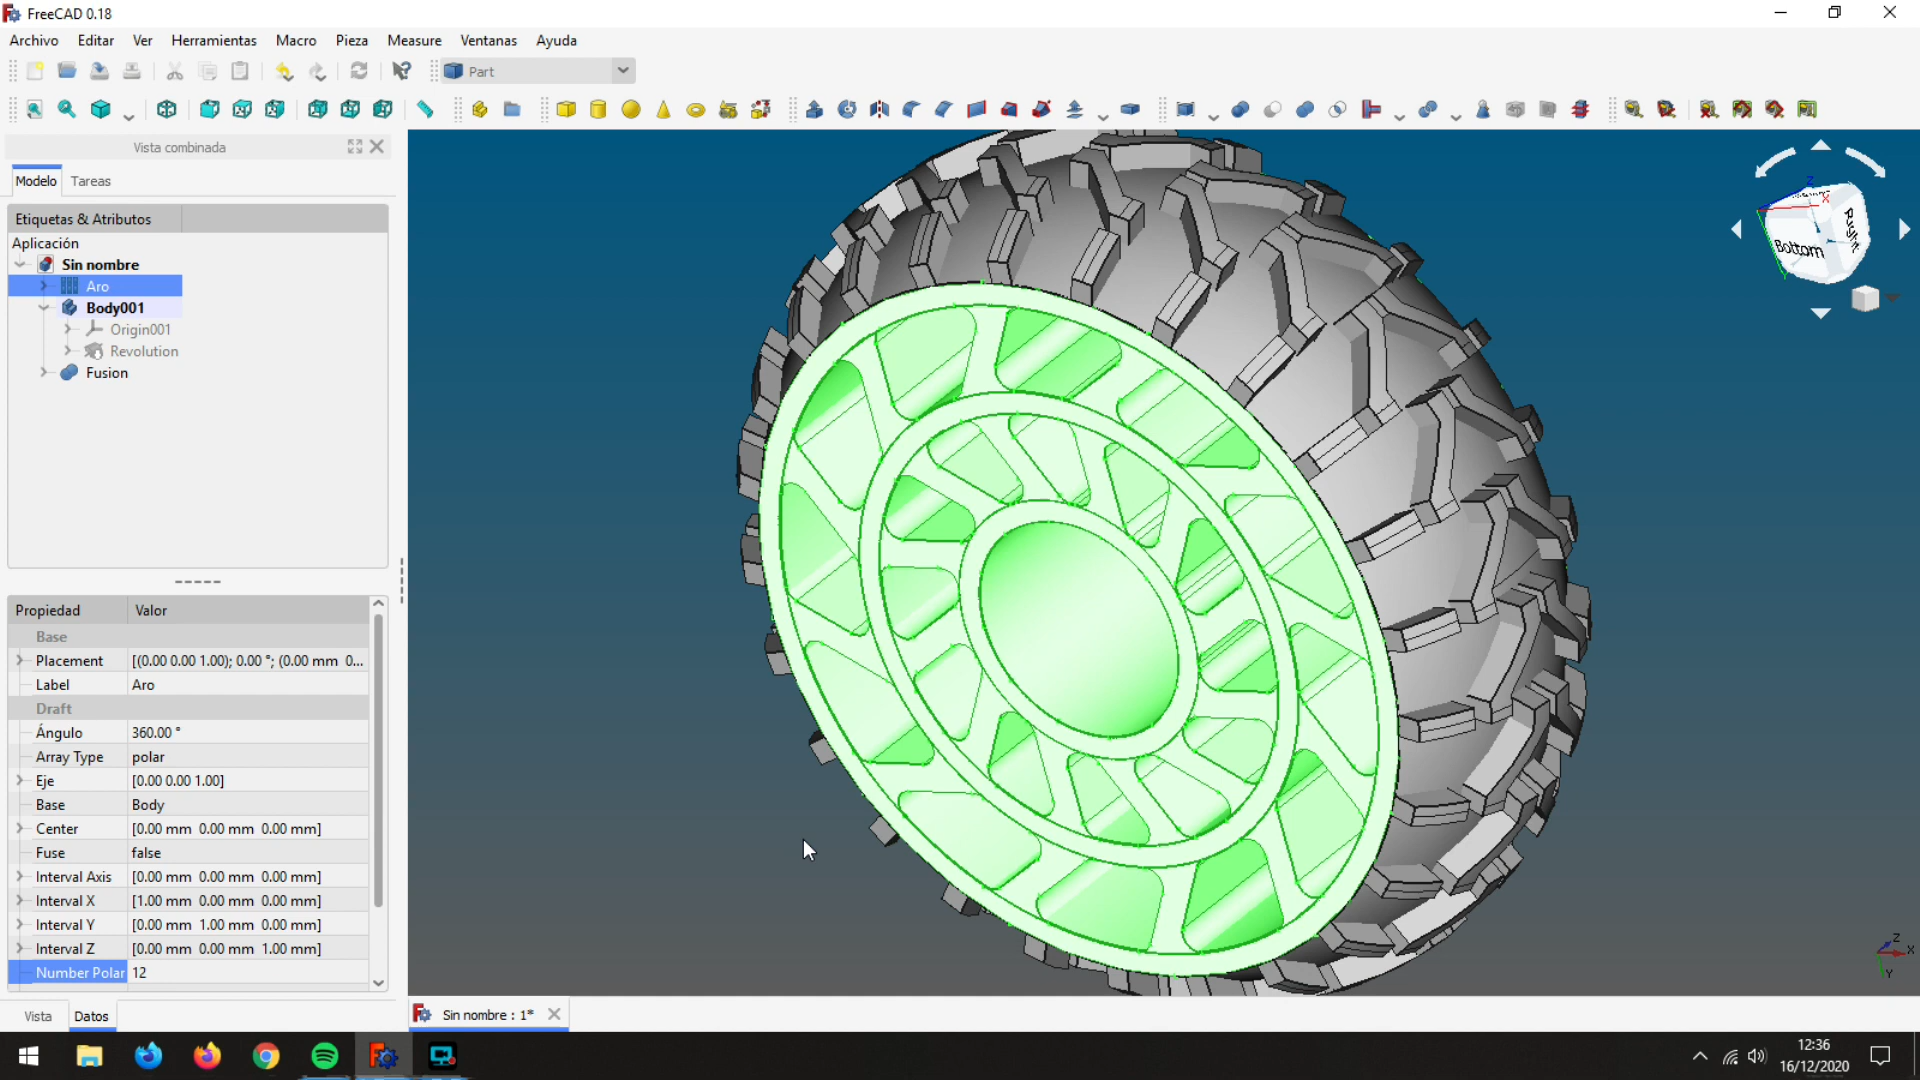 FreeCAD 0.18
Archivo Editar Ver Herramientas Macro Pieza Measure Ventanas Ayuda
Part
Vista combinada
Modelo Tareas
Etiquetas & Atributos
Aplicación
Sin nombre
Aro
Body001
Origin001
Revolution
Fusion
Propiedad Valor
Base
Placement [(0.00 0.00 1.00); 0.00 °; (0.00 mm 0...
Label Aro
Draft
Ángulo 360.00 °
Array Type polar
Eje [0.00 0.00 1.00]
Base Body
Center [0.00 mm 0.00 mm 0.00 mm]
Fuse false
Interval Axis [0.00 mm 0.00 mm 0.00 mm]
Interval X [1.00 mm 0.00 mm 0.00 mm]
Interval Y [0.00 mm 1.00 mm 0.00 mm]
Interval Z [0.00 mm 0.00 mm 1.00 mm]
Number Polar 12
Vista Datos
Z
X
Right
Bottom
Y
Z
X
Y
Sin nombre : 1*
12:36
16/12/2020